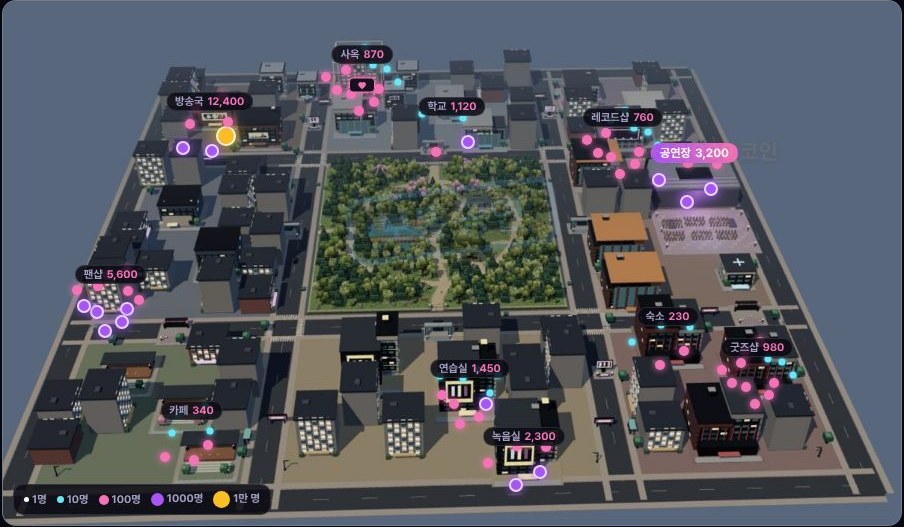 사옥 870
방송국 12,400
학교 1,120
레코드샵 760
공연장 3,200
코인
팬샵 5,600
숙소 230
굿즈샵 980
연습실 1,450
카페 340
녹음실 2,300
1명 10명 100명 1000명 1만 명